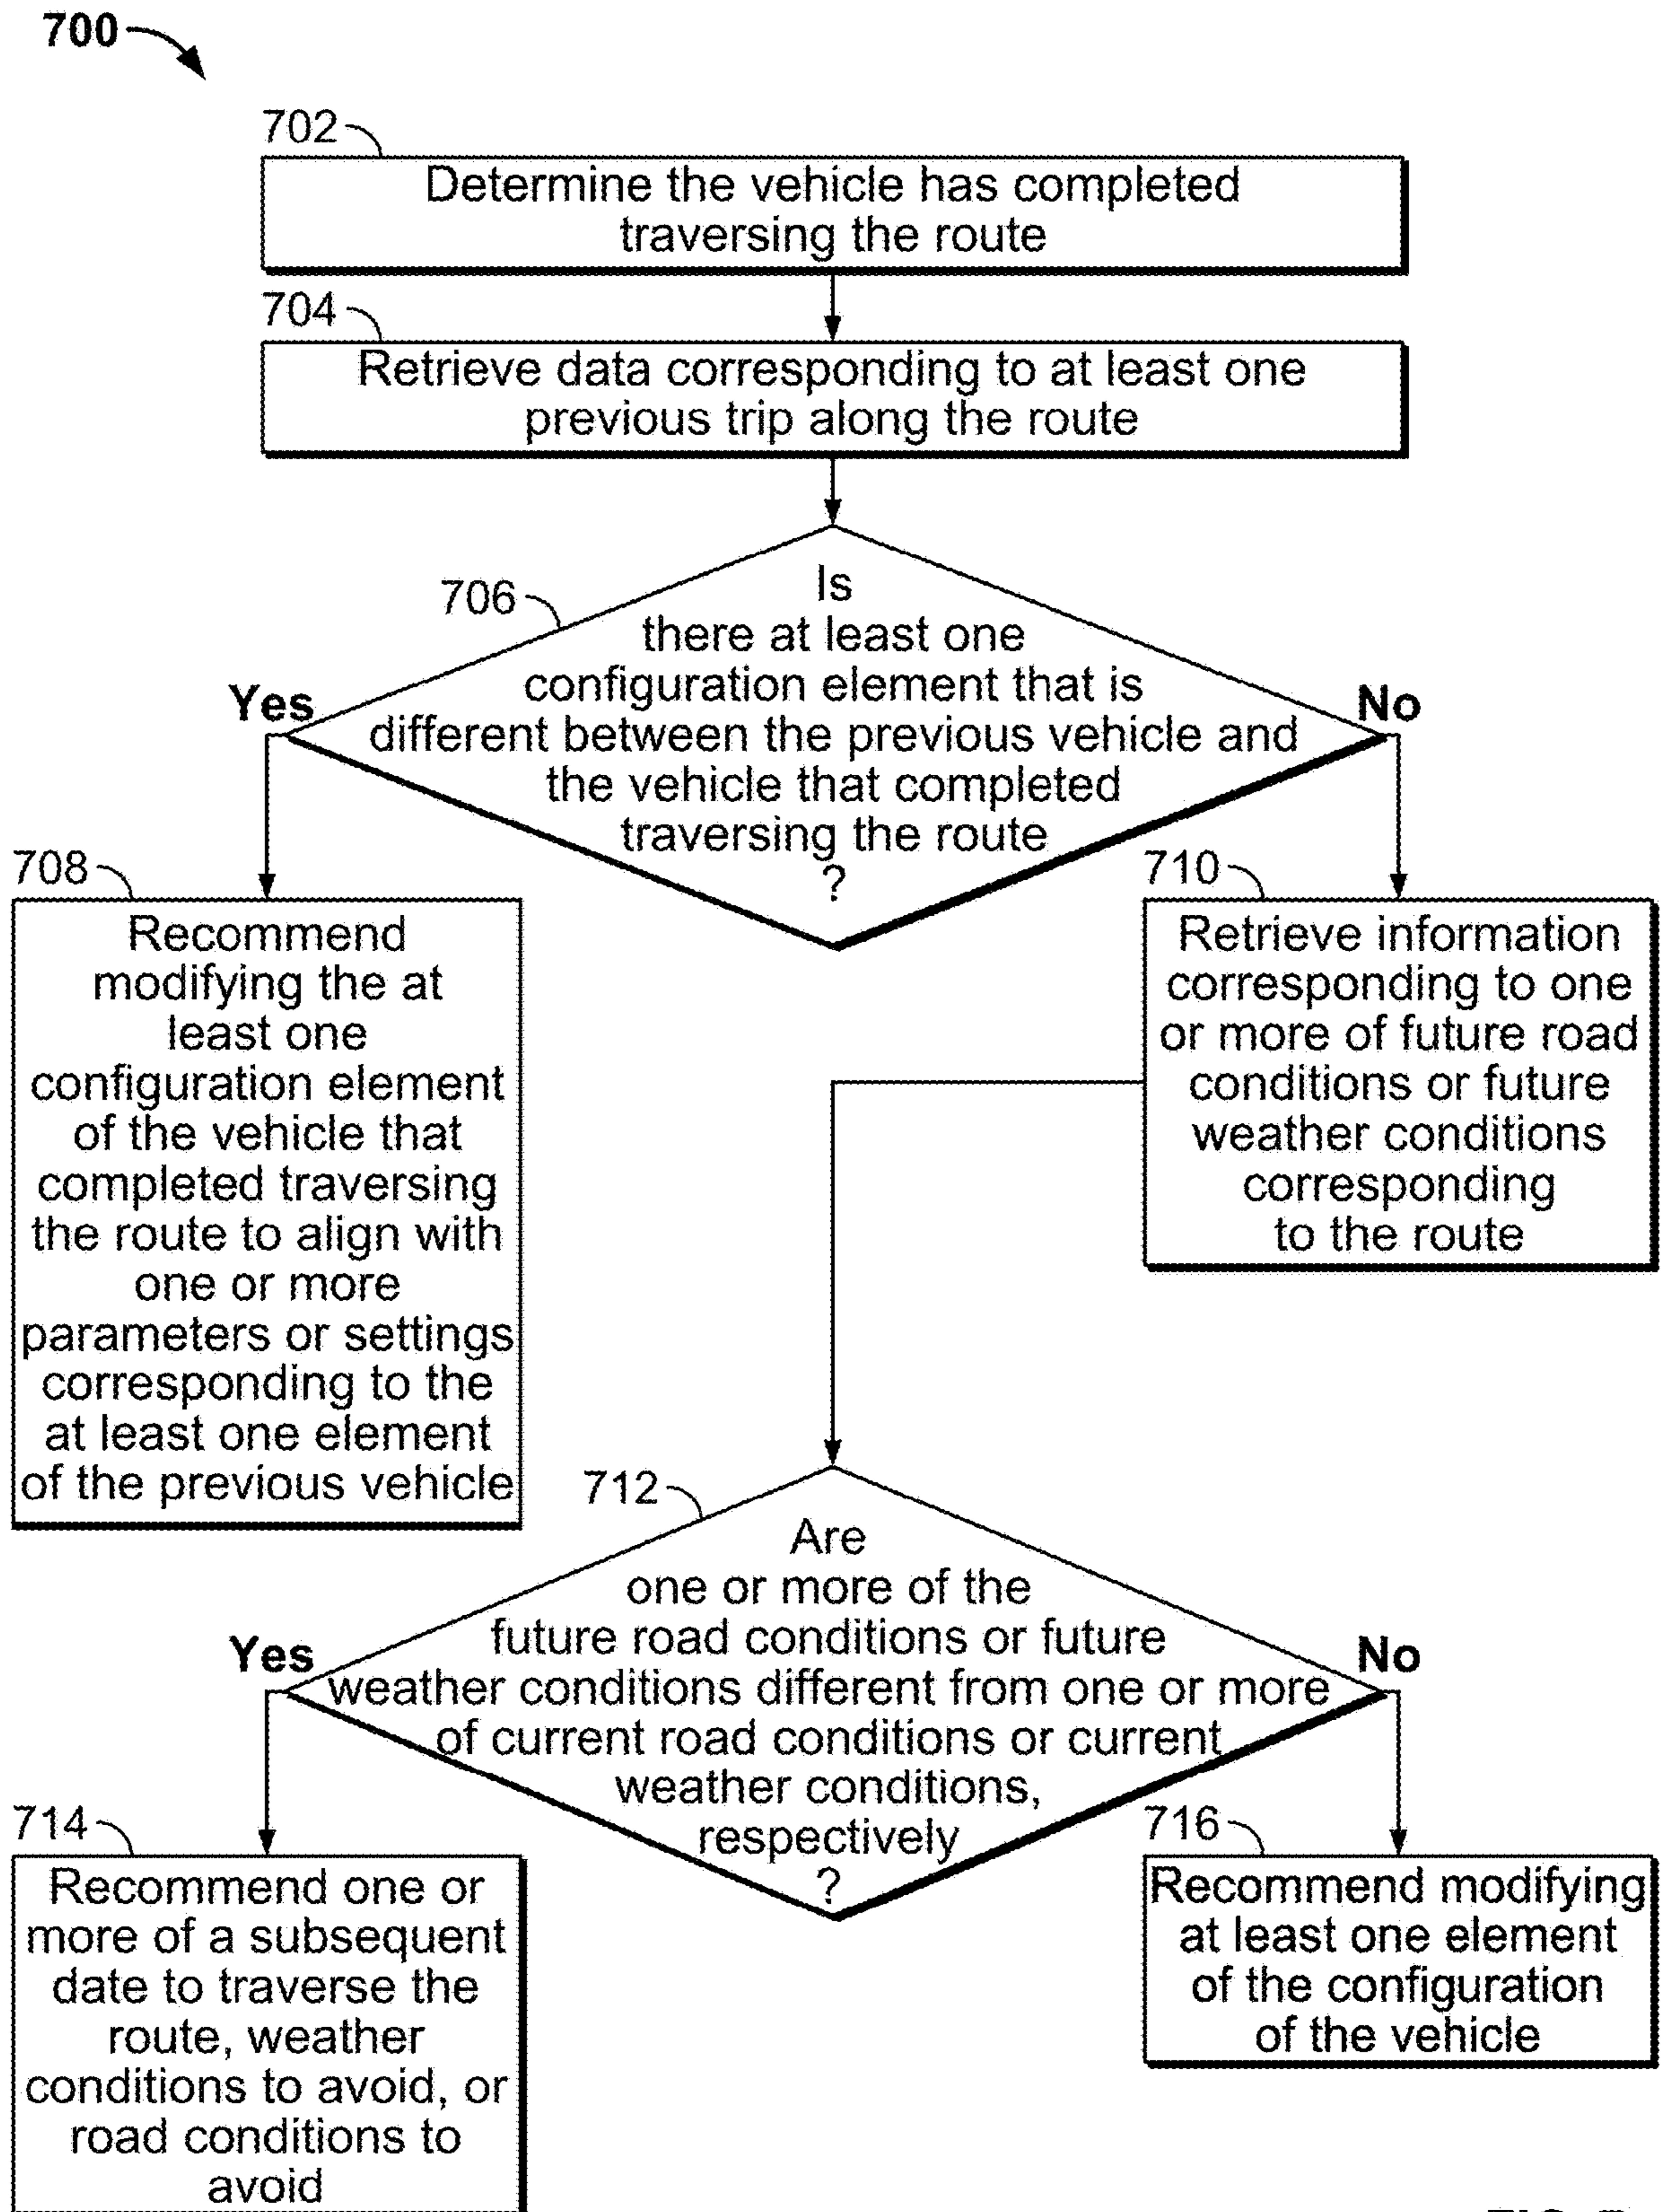 700
702
Determine the vehicle has completed
traversing the route
704
Retrieve data corresponding to at least one
previous trip along the route
706
Is
there at least one
configuration element that is
different between the previous vehicle and
the vehicle that completed
traversing the route
?
Yes
No
708
Recommend
modifying the at
least one
configuration element
of the vehicle that
completed traversing
the route to align with
one or more
parameters or settings
corresponding to the
at least one element
of the previous vehicle
710
Retrieve information
corresponding to one
or more of future road
conditions or future
weather conditions
corresponding
to the route
712
Are
one or more of the
future road conditions or future
weather conditions different from one or more
of current road conditions or current
weather conditions,
respectively
?
Yes
No
714
Recommend one or
more of a subsequent
date to traverse the
route, weather
conditions to avoid, or
road conditions to
avoid
716
Recommend modifying
at least one element
of the configuration
of the vehicle